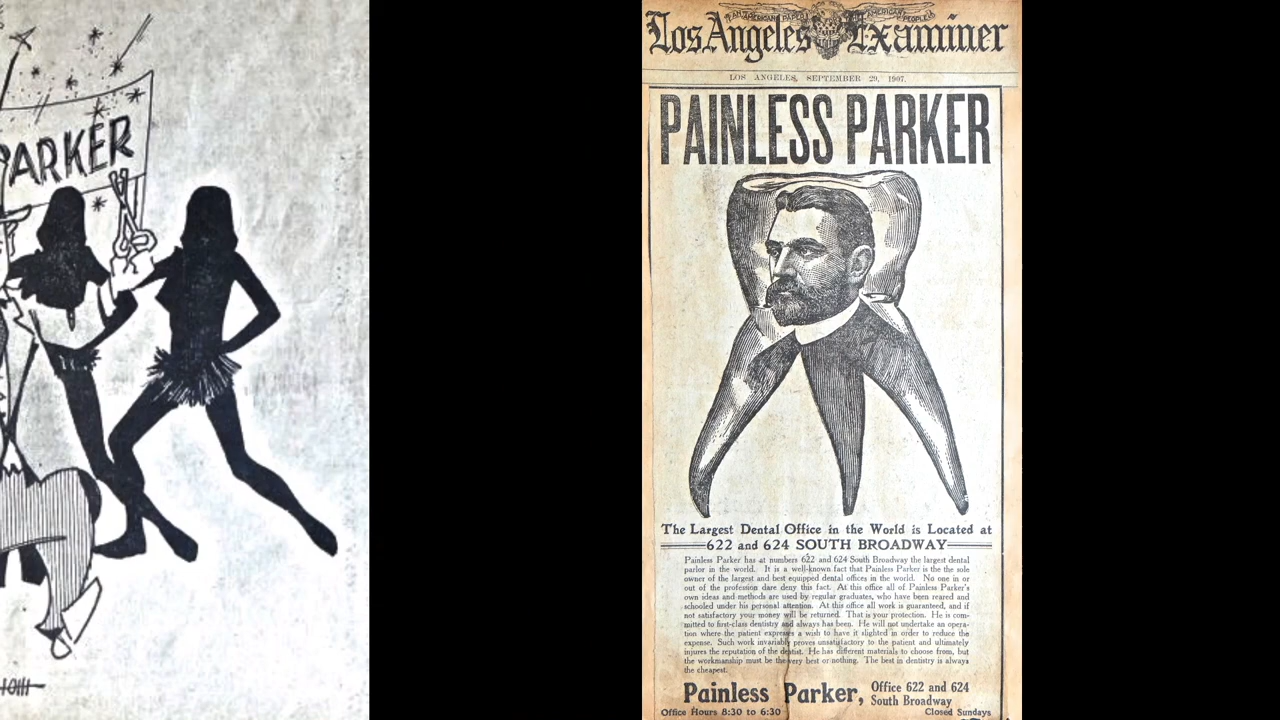 PARKER
AN AMERICAN PAPER
AMERICAN PEOPLE
Los Angeles Examiner
LOS ANGELES, SEPTEMBER 29, 1907.
PAINLESS PARKER
The Largest Dental Office in the World is Located at
622 and 624 SOUTH BROADWAY
Painless Parker has at numbers 622 and 624 South Broadway the largest dental
parlor in the world. It is a well-known fact that Painless Parker is the the sole
owner of the largest and best equipped dental offices in the world. No one in or
out of the profession dare deny this fact. At this office all of Painless Parker's
own ideas and methods are used by regular graduates, who have been reared and
schooled under his personal attention. At this office all work is guaranteed, and if
not satisfactory your money will be returned. That is your protection. He is com-
mitted to first-class dentistry and always has been. He will not undertake an opera-
tion where the patient expresses a wish to have it slighted in order to reduce the
expense. Such work invariably proves unsatisfactory to the patient and ultimately
injures the reputation of the dentist. He has different materials to choose from, but
the workmanship must be the very best or nothing. The best in dentistry is always
the cheapest.
Painless Parker, Office 622 and 624
South Broadway
Office Hours 8:30 to 6:30 Closed Sundays